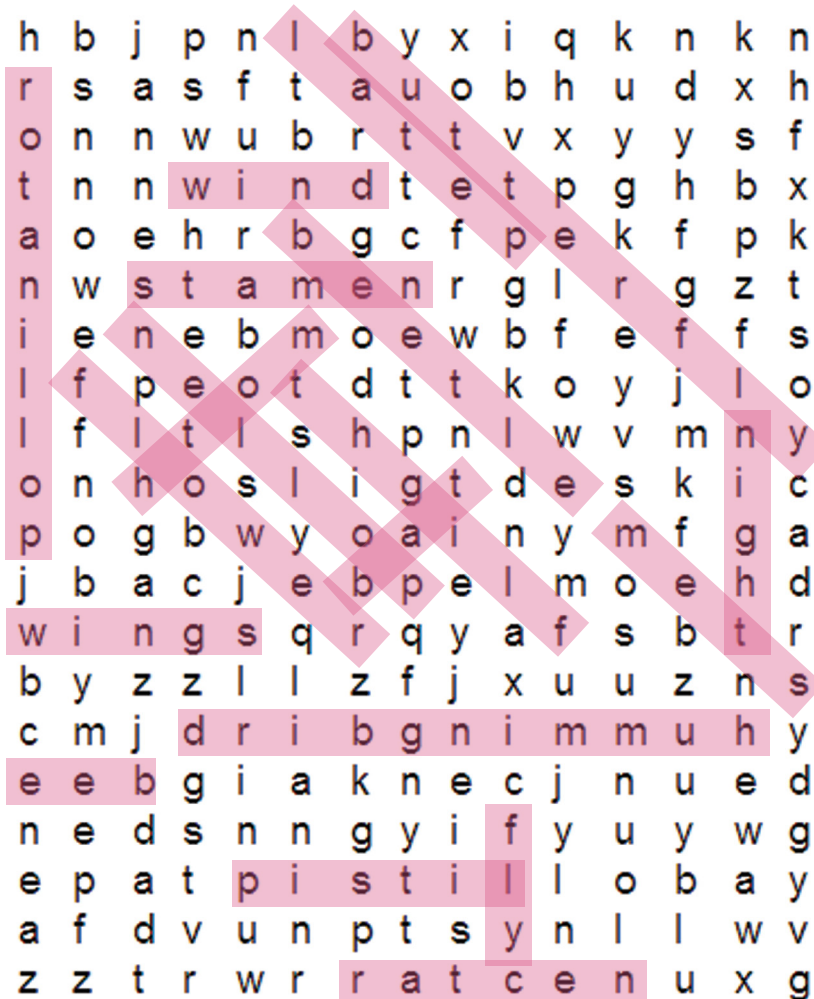 h b j p n l b y x i q k n k n
r s a s f t a u o b h u d x h
o n n w u b r t t v x y y s f
t n n w i n d t e t p g h b x
a o e h r b g c f p e k f p k
n w s t a m e n r g l r g z t
i e n e b m o e w b f e f f s
l f p e o t d t t k o y j l o
l f l t l s h p n l w v m n y
o n h o s l i g t d e s k i c
p o g b w y o a i n y m f g a
j b a c j e b p e l m o e h d
w i n g s q r q y a f s b t r
b y z z l l z f j x u u z n s
c m j d r i b g n i m m u h y
e e b g i a k n e c j n u e d
n e d s n n g y i f y u y w g
e p a t p i s t i l l o b a y
a f d v u n p t s y n l l w v
z z t r w r r a t c e n u x g